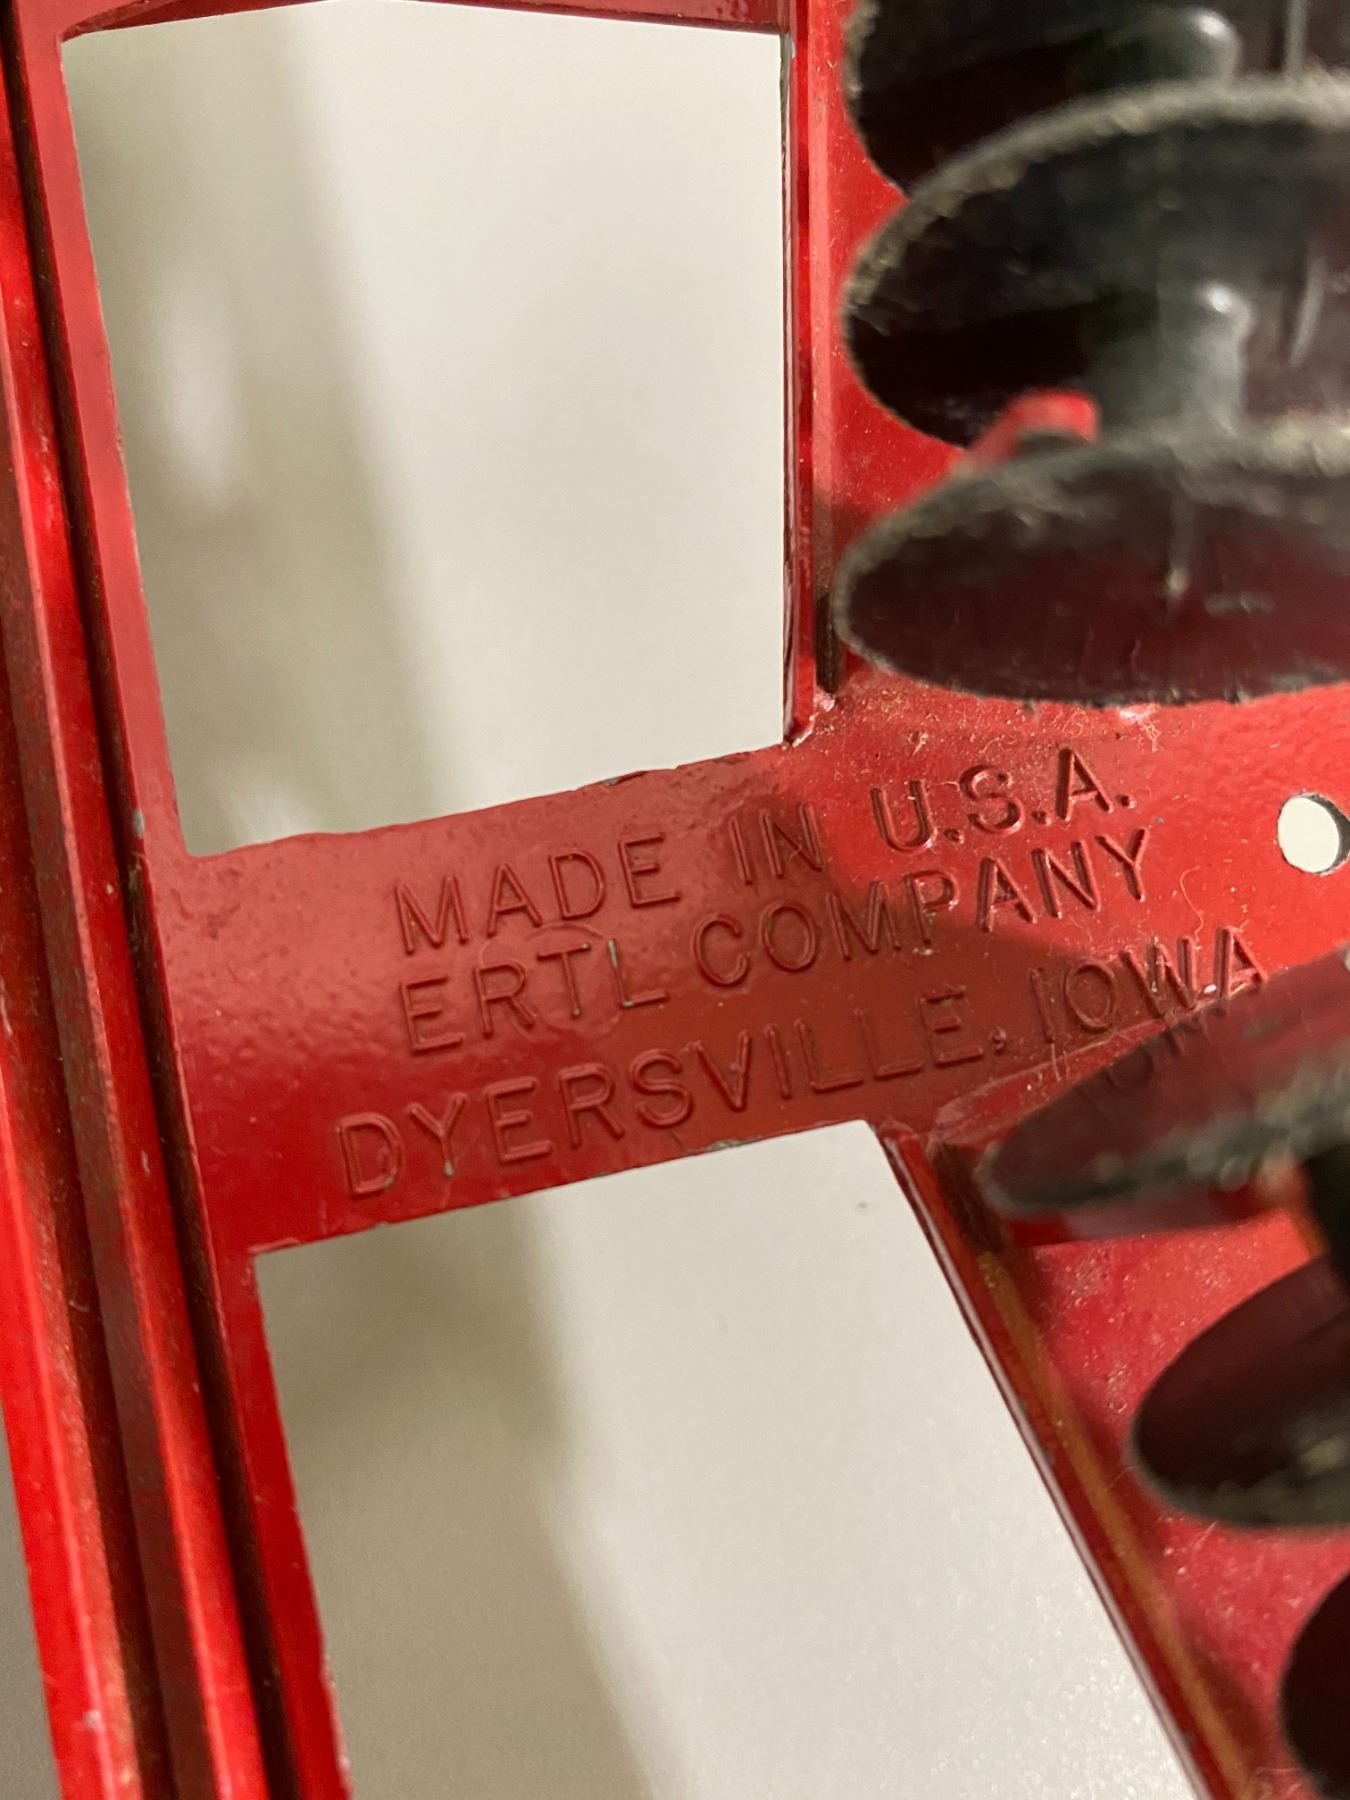 MADE IN U.S.A.
ERTL COMPANY
DYERSVILLE, IOWA